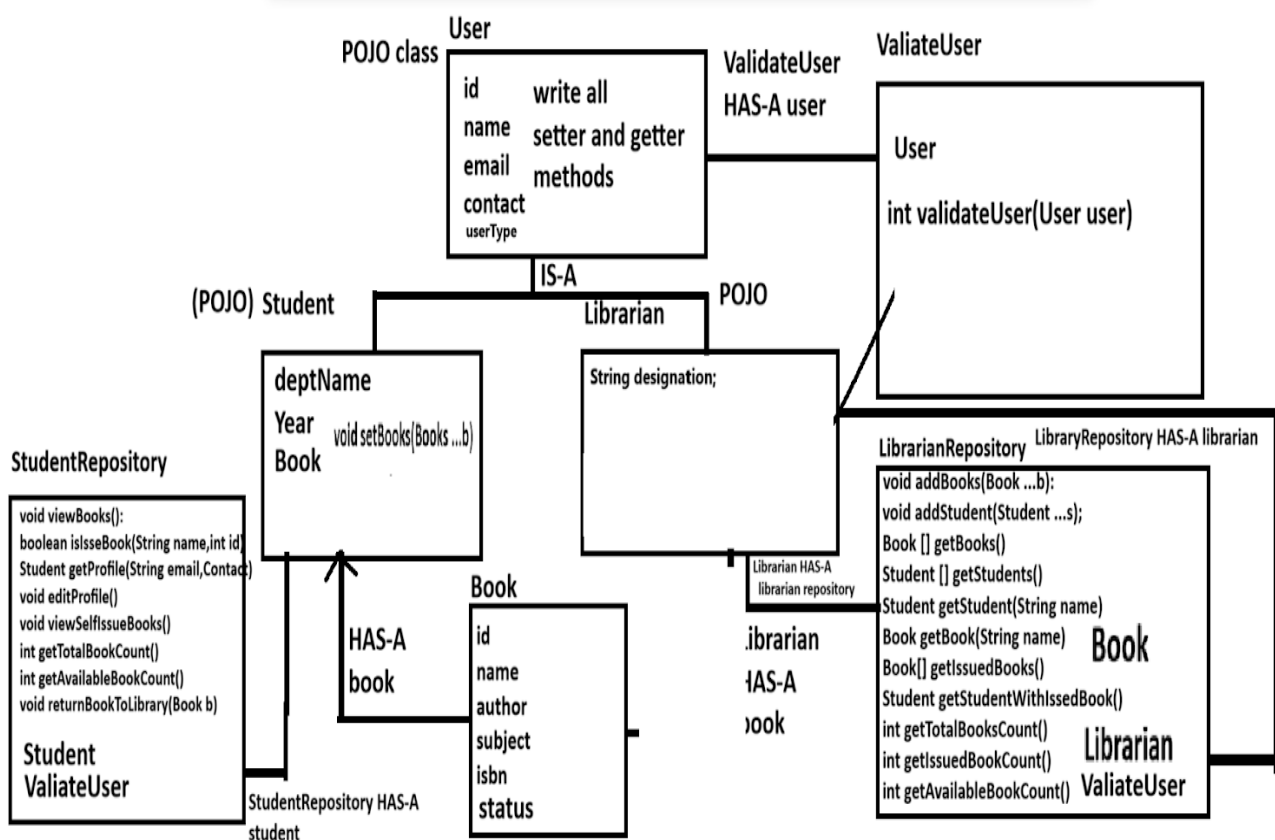 User
POJO class
id
name
email
contact
userType
write all
setter and getter
methods
ValidateUser
HAS-A user
ValiateUser
User
int validateUser(User user)
IS-A
(POJO) Student
Librarian
POJO
deptName
Year
Book
void setBooks(Books ...b)
String designation;
StudentRepository
void viewBooks():
boolean isIsseBook(String name,int id)
Student getProfile(String email,Contact)
void editProfile()
void viewSelfIssueBooks()
int getTotalBookCount()
int getAvailableBookCount()
void returnBookToLibrary(Book b)
Student
ValiateUser
StudentRepository HAS-A
student
HAS-A
book
Book
id
name
author
subject
isbn
status
Librarian HAS-A
librarian repository
ibrarian
HAS-A
book
LibrarianRepository
LibraryRepository HAS-A librarian
void addBooks(Book ...b):
void addStudent(Student ...s);
Book [] getBooks()
Student [] getStudents()
Student getStudent(String name)
Book getBook(String name)
Book[] getIssuedBooks()
Student getStudentWithIssedBook()
int getTotalBooksCount()
int getIssuedBookCount()
int getAvailableBookCount()
Book
Librarian
ValiateUser